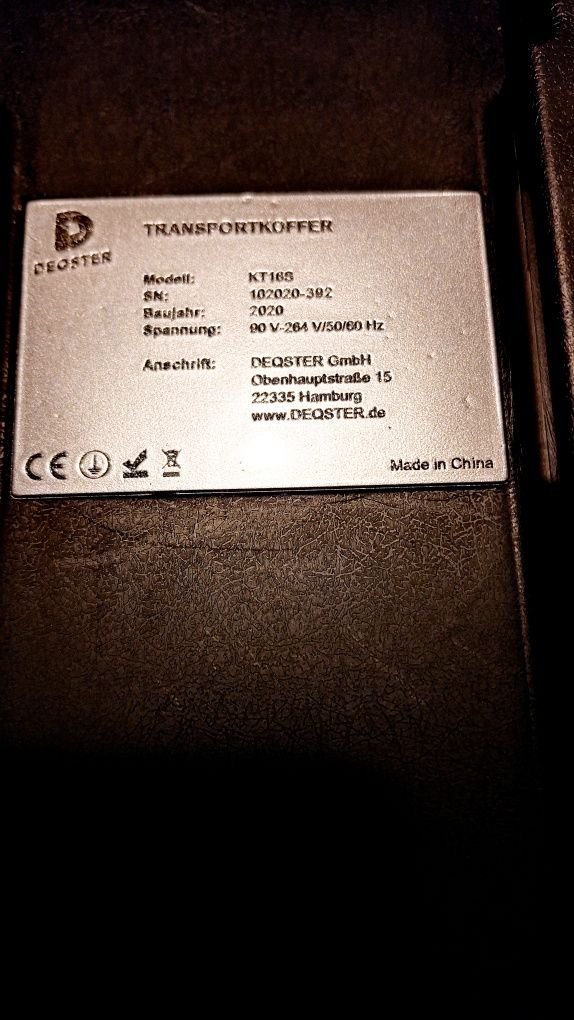 D
DEQSTER
TRANSPORTKOFFER
Modell: KT16S
SN: 102020-392
Baujahr: 2020
Spannung: 90 V-264 V/50/60 Hz
Anschrift: DEQSTER GmbH
Obenhauptstraße 15
22335 Hamburg
www.DEQSTER.de
CE
Made in China